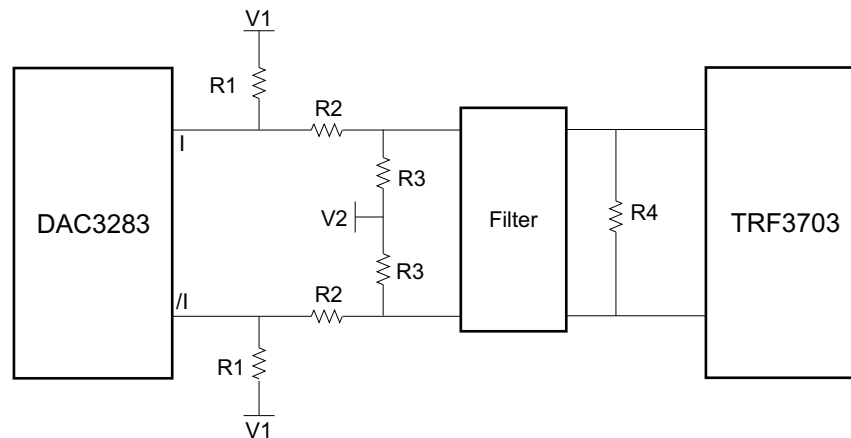 V1
R1
R2
I
R3
DAC3283
V2
Filter
R4
TRF3703
R3
/I
R2
R1
V1